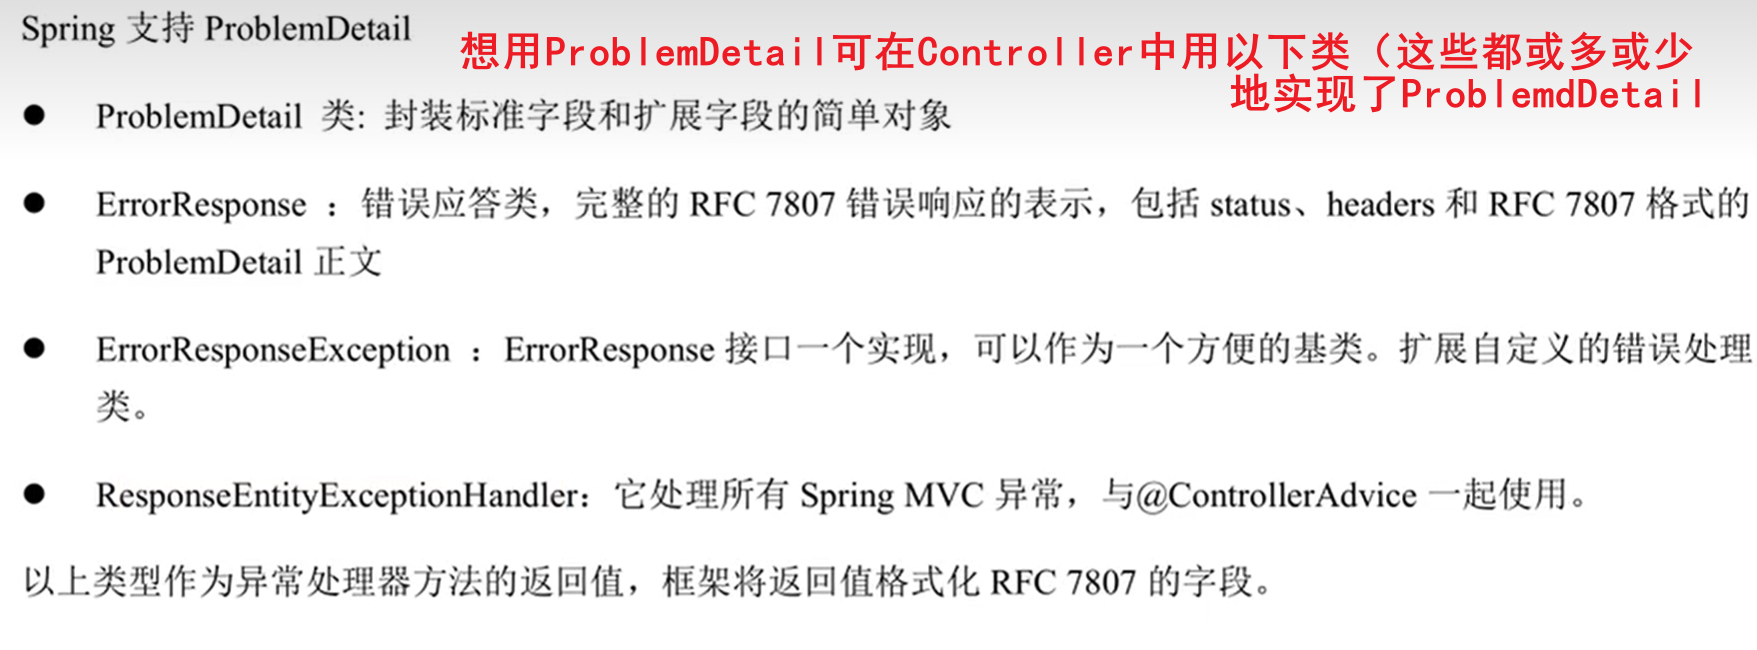 Spring 支持 ProblemDetail
想用ProblemDetail可在Controller中用以下类（这些都或多或少
地实现了ProblemdDetail
● ProblemDetail 类: 封装标准字段和扩展字段的简单对象
● ErrorResponse ：错误应答类，完整的 RFC 7807 错误响应的表示，包括 status、headers 和 RFC 7807 格式的
ProblemDetail 正文
● ErrorResponseException ：ErrorResponse 接口一个实现，可以作为一个方便的基类。扩展自定义的错误处理
类。
● ResponseEntityExceptionHandler：它处理所有 Spring MVC 异常，与@ControllerAdvice 一起使用。
以上类型作为异常处理器方法的返回值，框架将返回值格式化 RFC 7807 的字段。